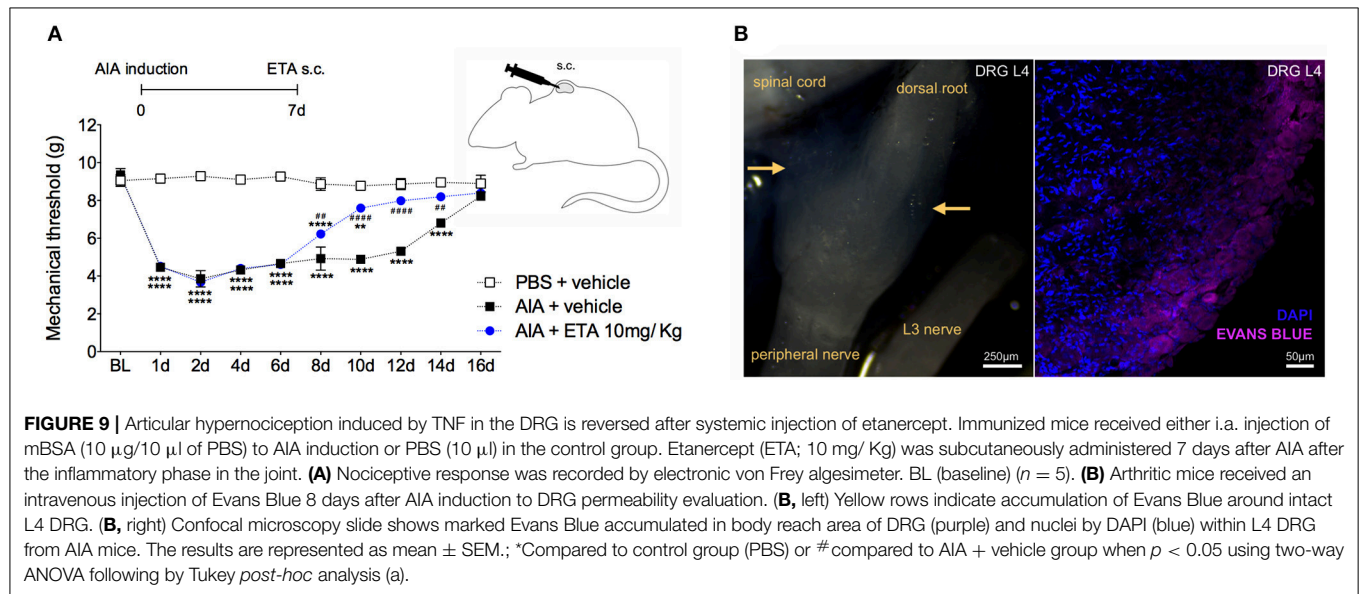 A
AIA induction
ETA s.c.
0
7d
s.c.
Mechanical threshold (g)
12
10
8
6
4
2
0
BL
1d
2d
4d
6d
8d
10d
12d
14d
16d
****
****
****
****
****
****
****
****
##
****
****
####
**
****
####
****
##
****
PBS + vehicle
AIA + vehicle
AIA + ETA 10mg/ Kg
B
DRG L4
spinal cord
dorsal root
L3 nerve
peripheral nerve
250µm
DRG L4
DAPI
EVANS BLUE
50µm
FIGURE 9 | Articular hypernociception induced by TNF in the DRG is reversed after systemic injection of etanercept. Immunized mice received either i.a. injection of
mBSA (10 μg/10 μl of PBS) to AIA induction or PBS (10 μl) in the control group. Etanercept (ETA; 10 mg/ Kg) was subcutaneously administered 7 days after AIA after
the inflammatory phase in the joint. (A) Nociceptive response was recorded by electronic von Frey algesimeter. BL (baseline) (n = 5). (B) Arthritic mice received an
intravenous injection of Evans Blue 8 days after AIA induction to DRG permeability evaluation. (B, left) Yellow rows indicate accumulation of Evans Blue around intact
L4 DRG. (B, right) Confocal microscopy slide shows marked Evans Blue accumulated in body reach area of DRG (purple) and nuclei by DAPI (blue) within L4 DRG
from AIA mice. The results are represented as mean ± SEM.; *Compared to control group (PBS) or #compared to AIA + vehicle group when p < 0.05 using two-way
ANOVA following by Tukey post-hoc analysis (a).